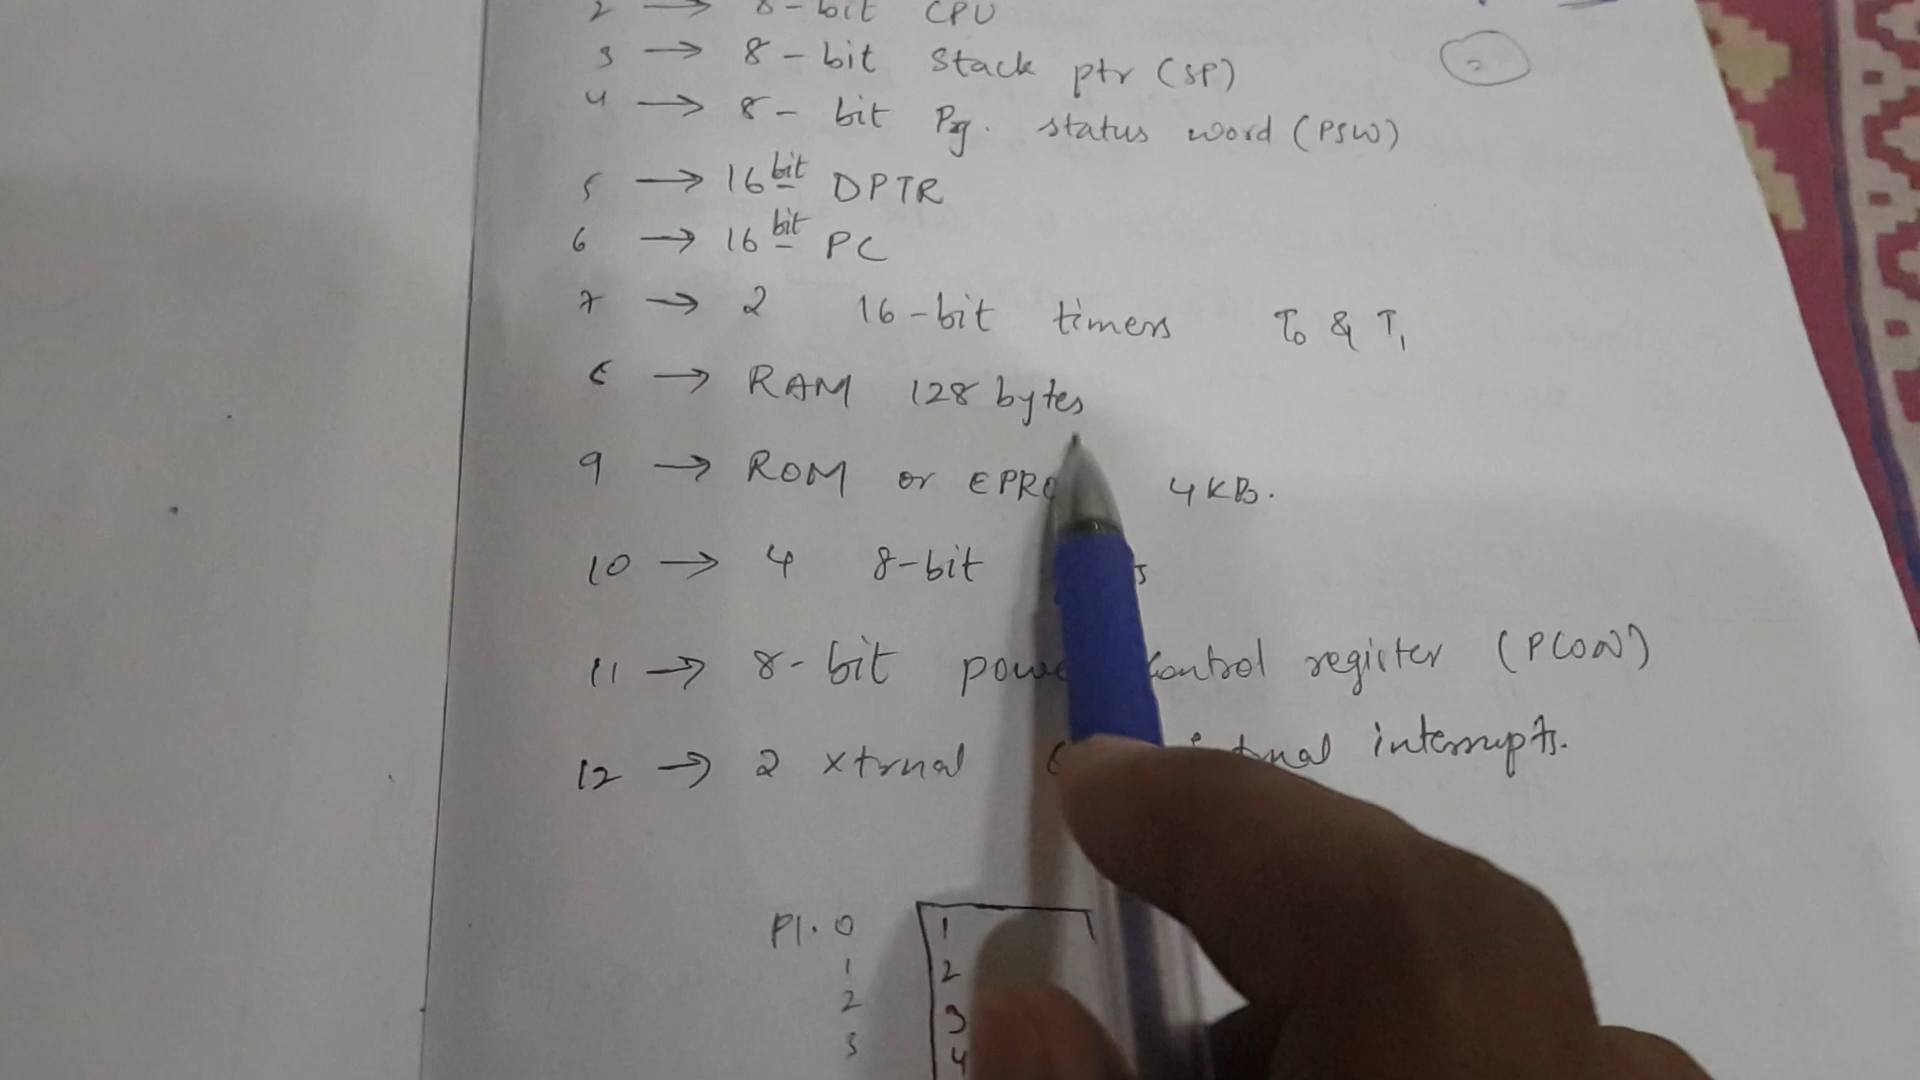 2 → 8-bit CPU
3 → 8-bit Stack ptr (SP)
4 → 8-bit Prg. status word (PSW)
5 → 16 bit DPTR
6 → 16 bit PC
7 → 2 16-bit timers T0 & T1
8 → RAM 128 bytes
9 → ROM or EPRO 4KB.
10 → 4 8-bit s
11 → 8-bit powe control register (PCON)
12 → 2 xtrnal interrupts.
P1.0 1
1 2
2 3
3 4